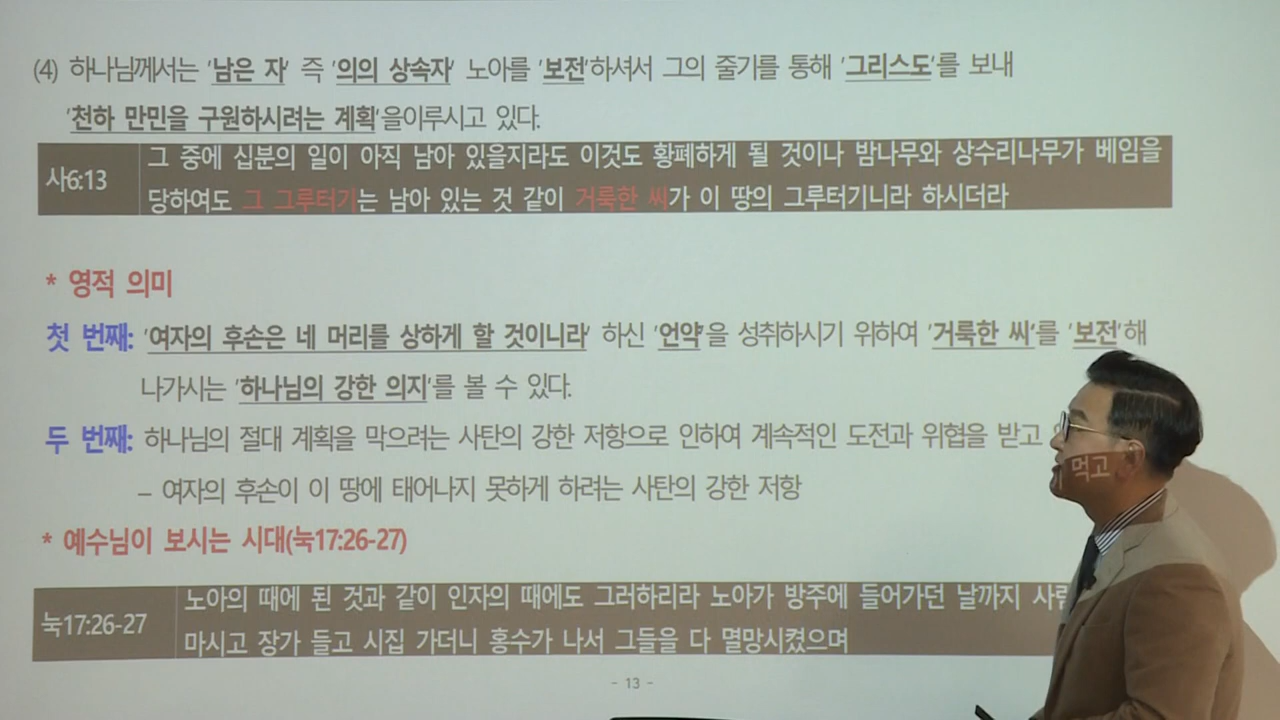 (4) 하나님께서는 '남은 자' 즉 '의의 상속자' 노아를 '보전'하셔서 그의 줄기를 통해 '그리스도'를 보내
'천하 만민을 구원하시려는 계획'을이루시고 있다.
사6:13
그 중에 십분의 일이 아직 남아 있을지라도 이것도 황폐하게 될 것이나 밤나무와 상수리나무가 베임을
당하여도 그 그루터기는 남아 있는 것 같이 거룩한 씨가 이 땅의 그루터기니라 하시더라
* 영적 의미
첫 번째: '여자의 후손은 네 머리를 상하게 할 것이니라' 하신 '언약'을 성취하시기 위하여 '거룩한 씨'를 '보전'해
나가시는 '하나님의 강한 의지'를 볼 수 있다.
두 번째: 하나님의 절대 계획을 막으려는 사탄의 강한 저항으로 인하여 계속적인 도전과 위협을 받고
– 여자의 후손이 이 땅에 태어나지 못하게 하려는 사탄의 강한 저항
* 예수님이 보시는 시대(눅17:26-27)
눅17:26-27
노아의 때에 된 것과 같이 인자의 때에도 그러하리라 노아가 방주에 들어가던 날까지 사람
먹고
마시고 장가 들고 시집 가더니 홍수가 나서 그들을 다 멸망시켰으며
- 13 -